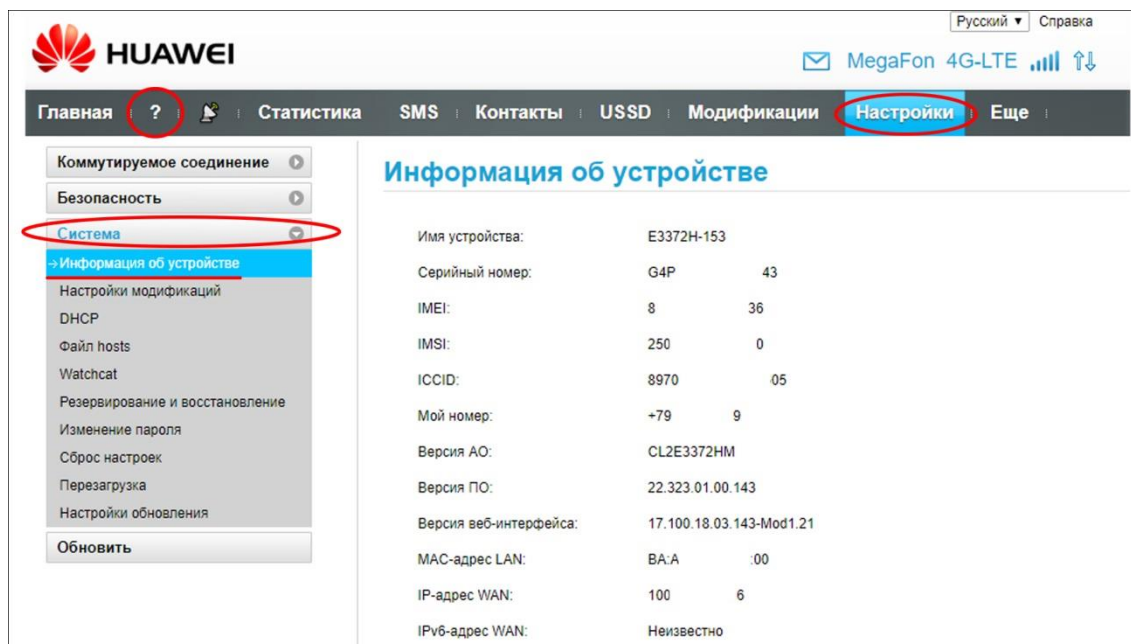 Русский ▼ Справка
HUAWEI
MegaFon 4G-LTE
Главная ? Статистика SMS Контакты USSD Модификации Настройки Еще
Коммутируемое соединение
Безопасность
Система
→Информация об устройстве
Настройки модификаций
DHCP
Файл hosts
Watchcat
Резервирование и восстановление
Изменение пароля
Сброс настроек
Перезагрузка
Настройки обновления
Обновить
Информация об устройстве
Имя устройства: E3372H-153
Серийный номер: G4P 43
IMEI: 8 36
IMSI: 250 0
ICCID: 8970 05
Мой номер: +79 9
Версия АО: CL2E3372HM
Версия ПО: 22.323.01.00.143
Версия веб-интерфейса: 17.100.18.03.143-Mod1.21
MAC-адрес LAN: BA:A :00
IP-адрес WAN: 100 6
IPv6-адрес WAN: Неизвестно